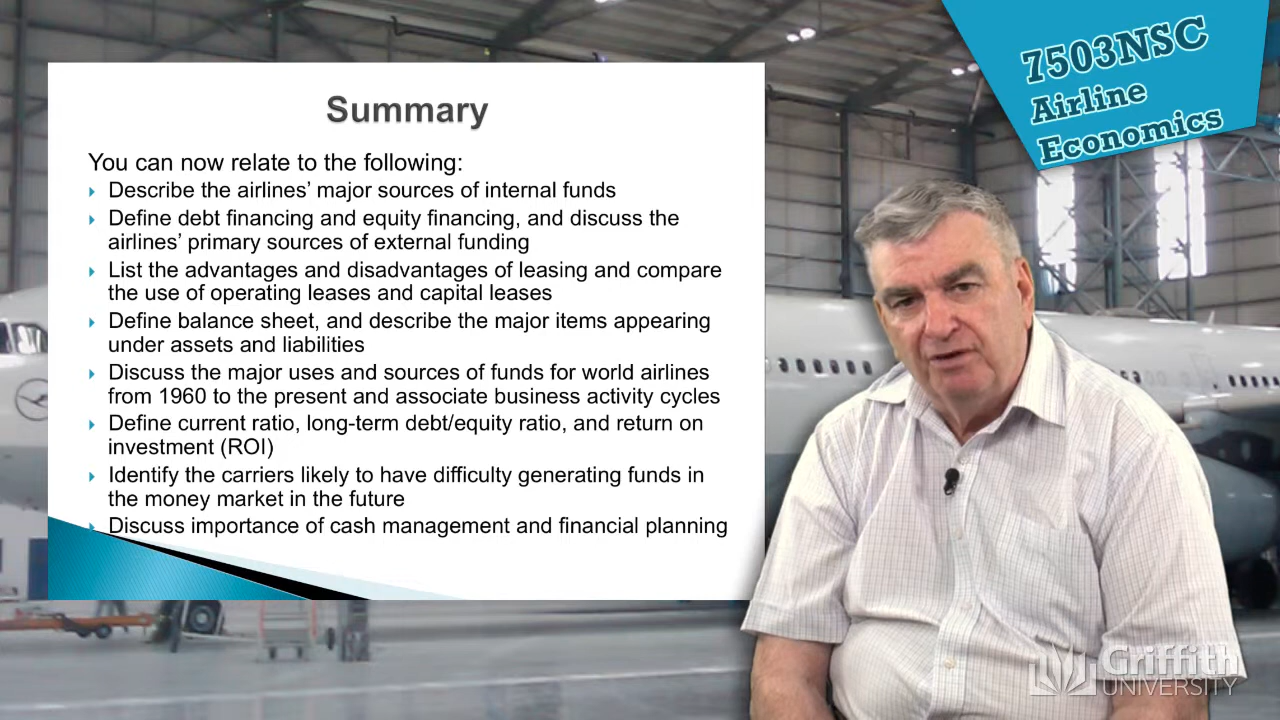 7503NSC
Airline
Economics
Summary
You can now relate to the following:
Describe the airlines’ major sources of internal funds
Define debt financing and equity financing, and discuss the
airlines’ primary sources of external funding
List the advantages and disadvantages of leasing and compare
the use of operating leases and capital leases
Define balance sheet, and describe the major items appearing
under assets and liabilities
Discuss the major uses and sources of funds for world airlines
from 1960 to the present and associate business activity cycles
Define current ratio, long-term debt/equity ratio, and return on
investment (ROI)
Identify the carriers likely to have difficulty generating funds in
the money market in the future
Discuss importance of cash management and financial planning
Griffith
UNIVERSITY